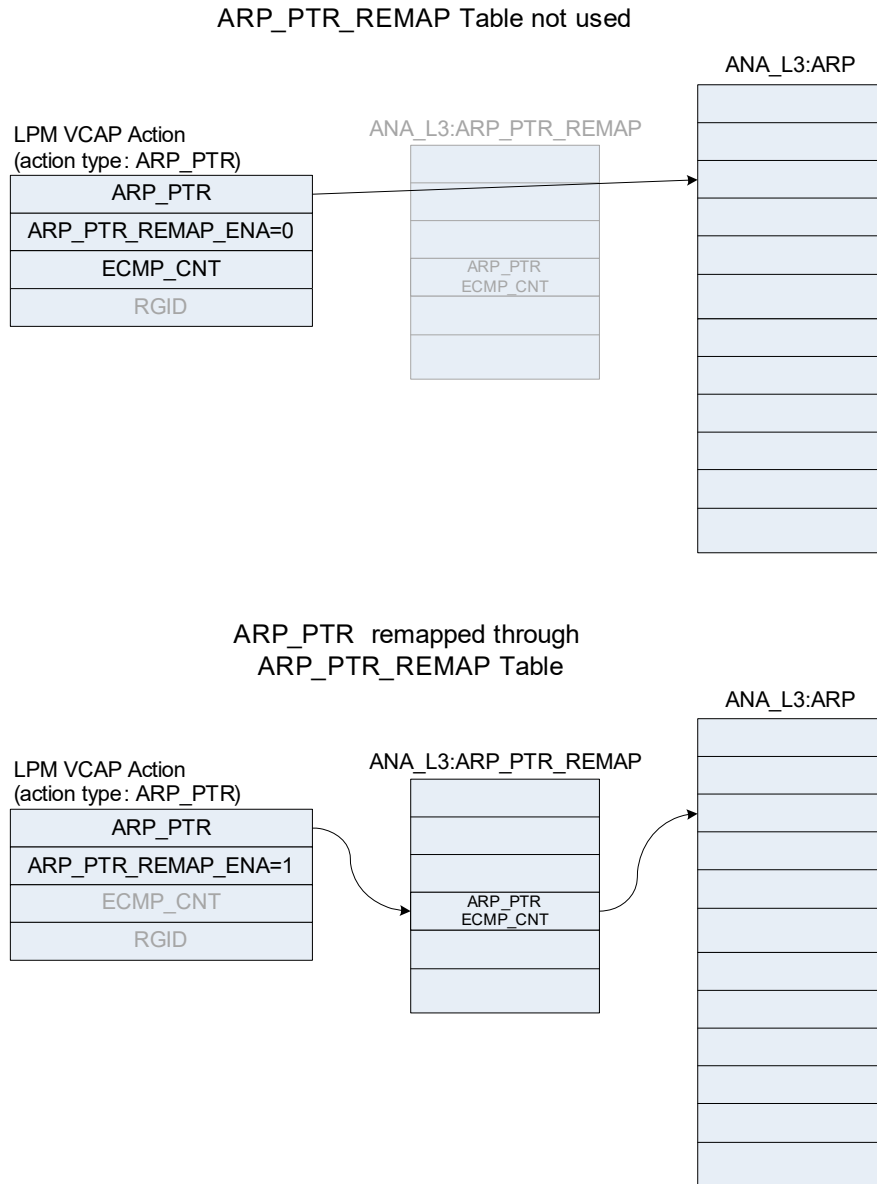 ARP_PTR_REMAP Table not used
ANA_L3:ARP
LPM VCAP Action
(action type: ARP_PTR)
ANA_L3:ARP_PTR_REMAP
ARP_PTR
ARP_PTR_REMAP_ENA=0
ECMP_CNT
RGID
ARP_PTR
ECMP_CNT
ARP_PTR remapped through
ARP_PTR_REMAP Table
ANA_L3:ARP
LPM VCAP Action
(action type: ARP_PTR)
ANA_L3:ARP_PTR_REMAP
ARP_PTR
ARP_PTR_REMAP_ENA=1
ECMP_CNT
RGID
ARP_PTR
ECMP_CNT